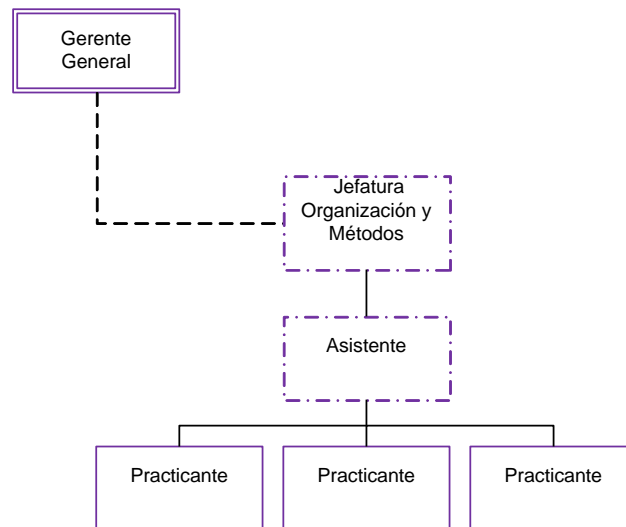 Gerente
General
Jefatura
Organización y
Métodos
Asistente
Practicante
Practicante
Practicante